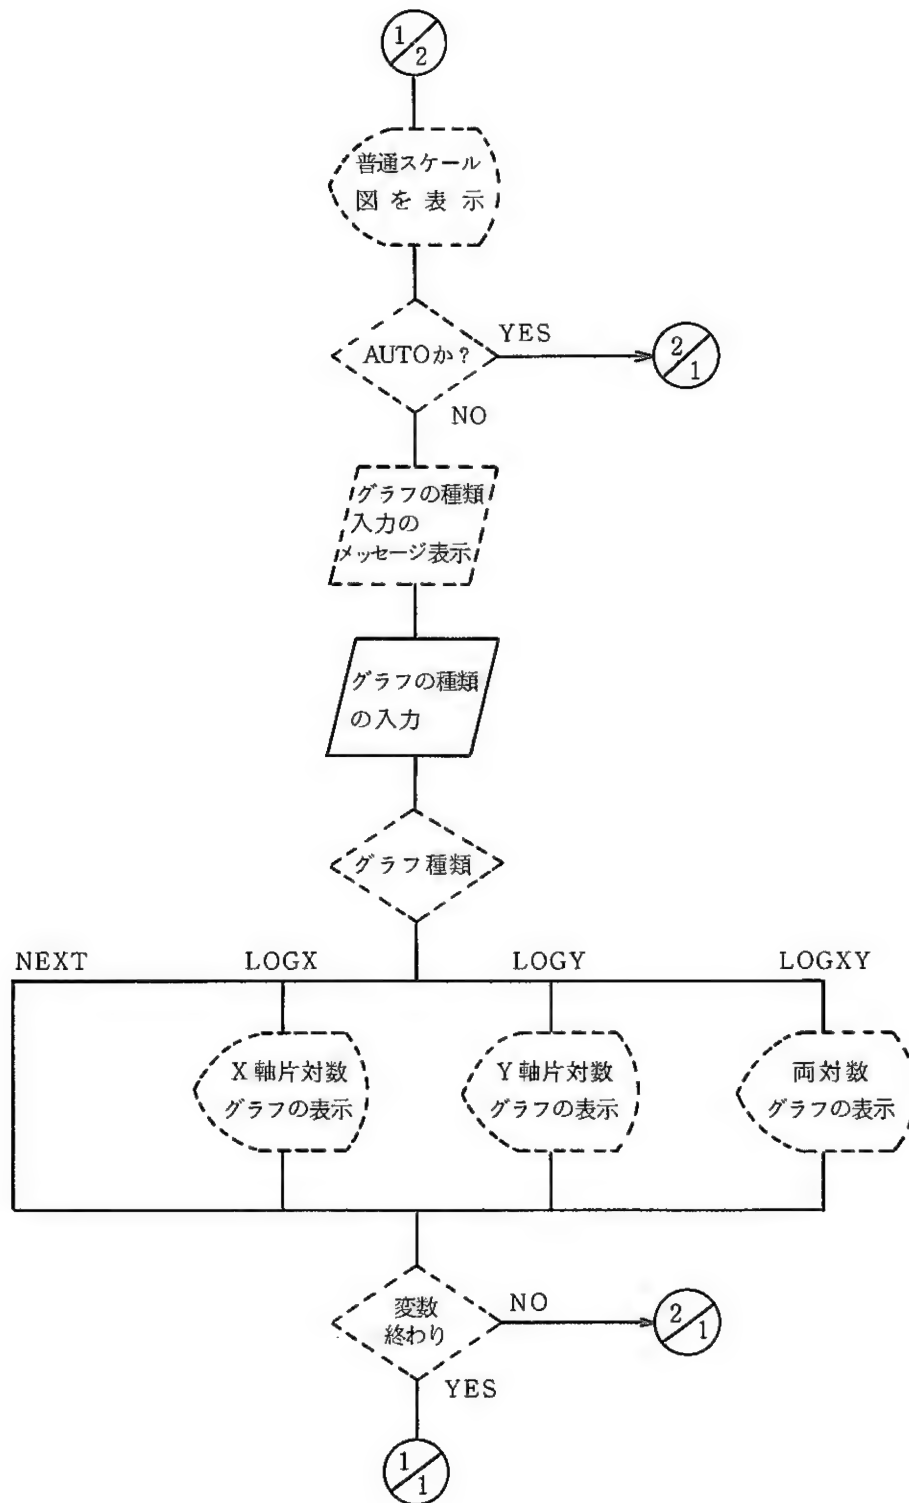 1
2
普通スケール
図を表示
AUTOか？
YES
2
1
NO
グラフの種類
入力の
メッセージ表示
グラフの種類
の入力
グラフ種類
NEXT
LOGX
LOGY
LOGXY
X軸片対数
グラフの表示
Y軸片対数
グラフの表示
両対数
グラフの表示
変数
終わり
NO
2
1
YES
1
1